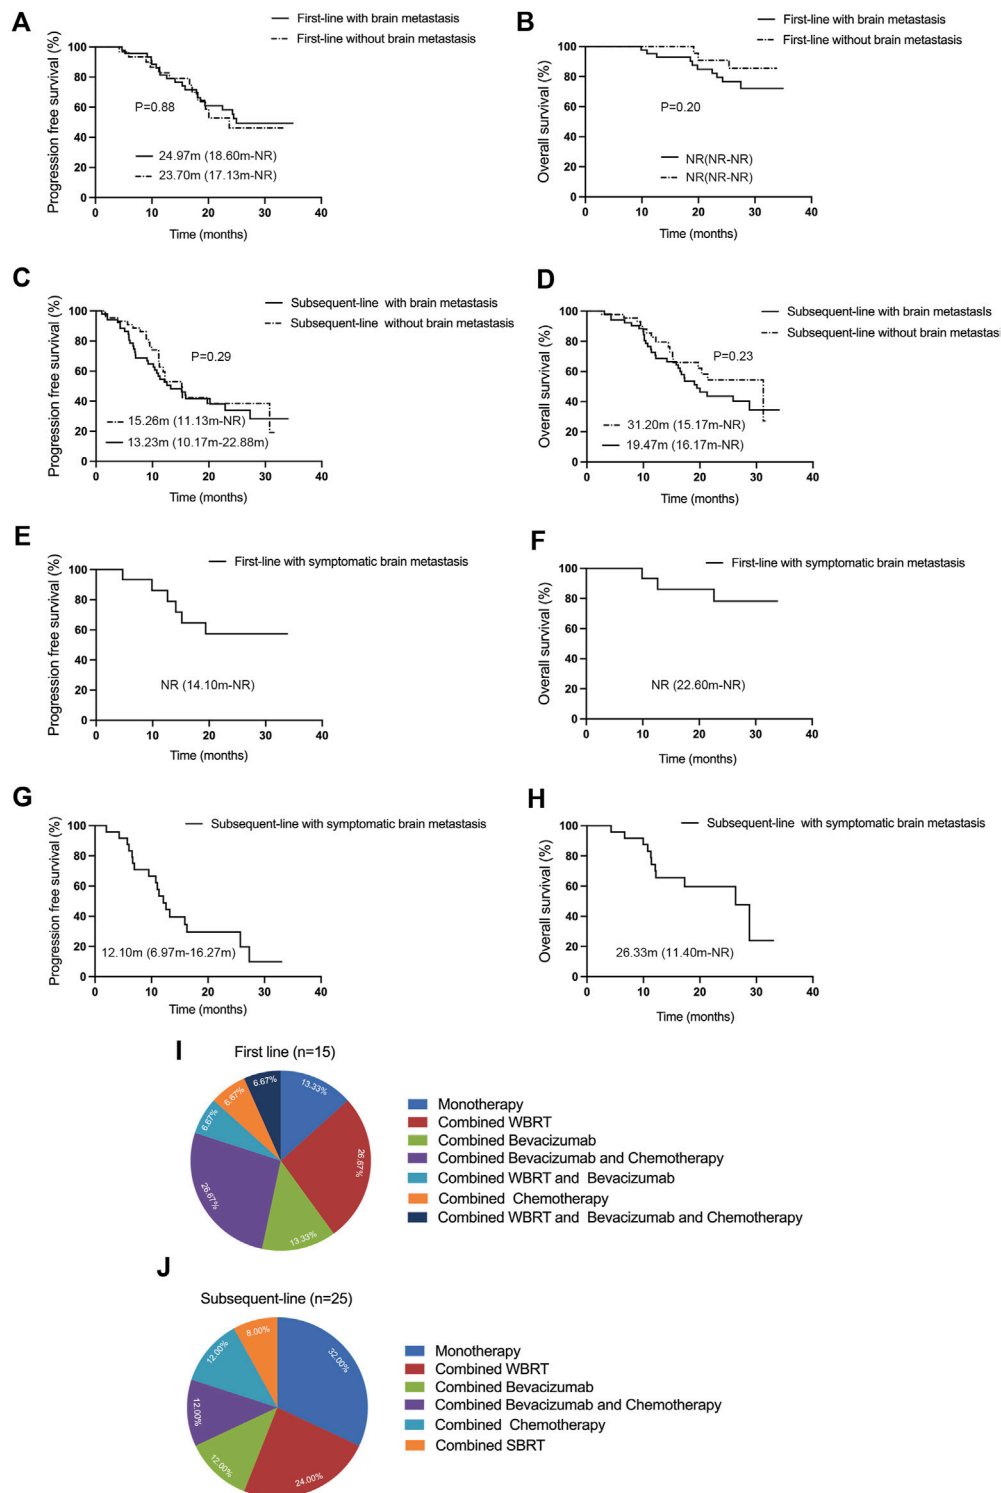 A
First-line with brain metastasis
First-line without brain metastasis
Progression free survival (%)
100
80
60
40
20
0
P=0.88
24.97m (18.60m-NR)
23.70m (17.13m-NR)
0 10 20 30 40
Time (months)
B
First-line with brain metastasis
First-line without brain metastasis
Overall survival (%)
100
80
60
40
20
0
P=0.20
NR(NR-NR)
NR(NR-NR)
0 10 20 30 40
Time (months)
C
Subsequent-line with brain metastasis
Subsequent-line without brain metastasis
Progression free survival (%)
100
80
60
40
20
0
P=0.29
15.26m (11.13m-NR)
13.23m (10.17m-22.88m)
0 10 20 30 40
Time (months)
D
Subsequent-line with brain metastasls
Subsequent-line without brain metastasi
Overall survival (%)
100
80
60
40
20
0
P=0.23
31.20m (15.17m-NR)
19.47m (16.17m-NR)
0 10 20 30 40
Time (months)
E
First-line with symptomatic brain metastasis
Progression free survival (%)
100
80
60
40
20
0
NR (14.10m-NR)
0 10 20 30 40
Time (months)
F
First-line with symptomatic brain metastasis
Overall survival (%)
100
80
60
40
20
0
NR (22.60m-NR)
0 10 20 30 40
Time (months)
G
Subsequent-line with symptomatic brain metastasis
Progression free survival (%)
100
80
60
40
20
0
12.10m (6.97m-16.27m)
0 10 20 30 40
Time (months)
H
Subsequent-line with symptomatic brain metastasis
Overall survival (%)
100
80
60
40
20
0
26.33m (11.40m-NR)
0 10 20 30 40
Time (months)
I
First line (n=15)
13.33%
26.67%
13.33%
26.67%
6.67%
6.67%
6.67%
Monotherapy
Combined WBRT
Combined Bevacizumab
Combined Bevacizumab and Chemotherapy
Combined WBRT and Bevacizumab
Combined Chemotherapy
Combined WBRT and Bevacizumab and Chemotherapy
J
Subsequent-line (n=25)
32.00%
24.00%
12.00%
12.00%
12.00%
8.00%
Monotherapy
Combined WBRT
Combined Bevacizumab
Combined Bevacizumab and Chemotherapy
Combined Chemotherapy
Combined SBRT